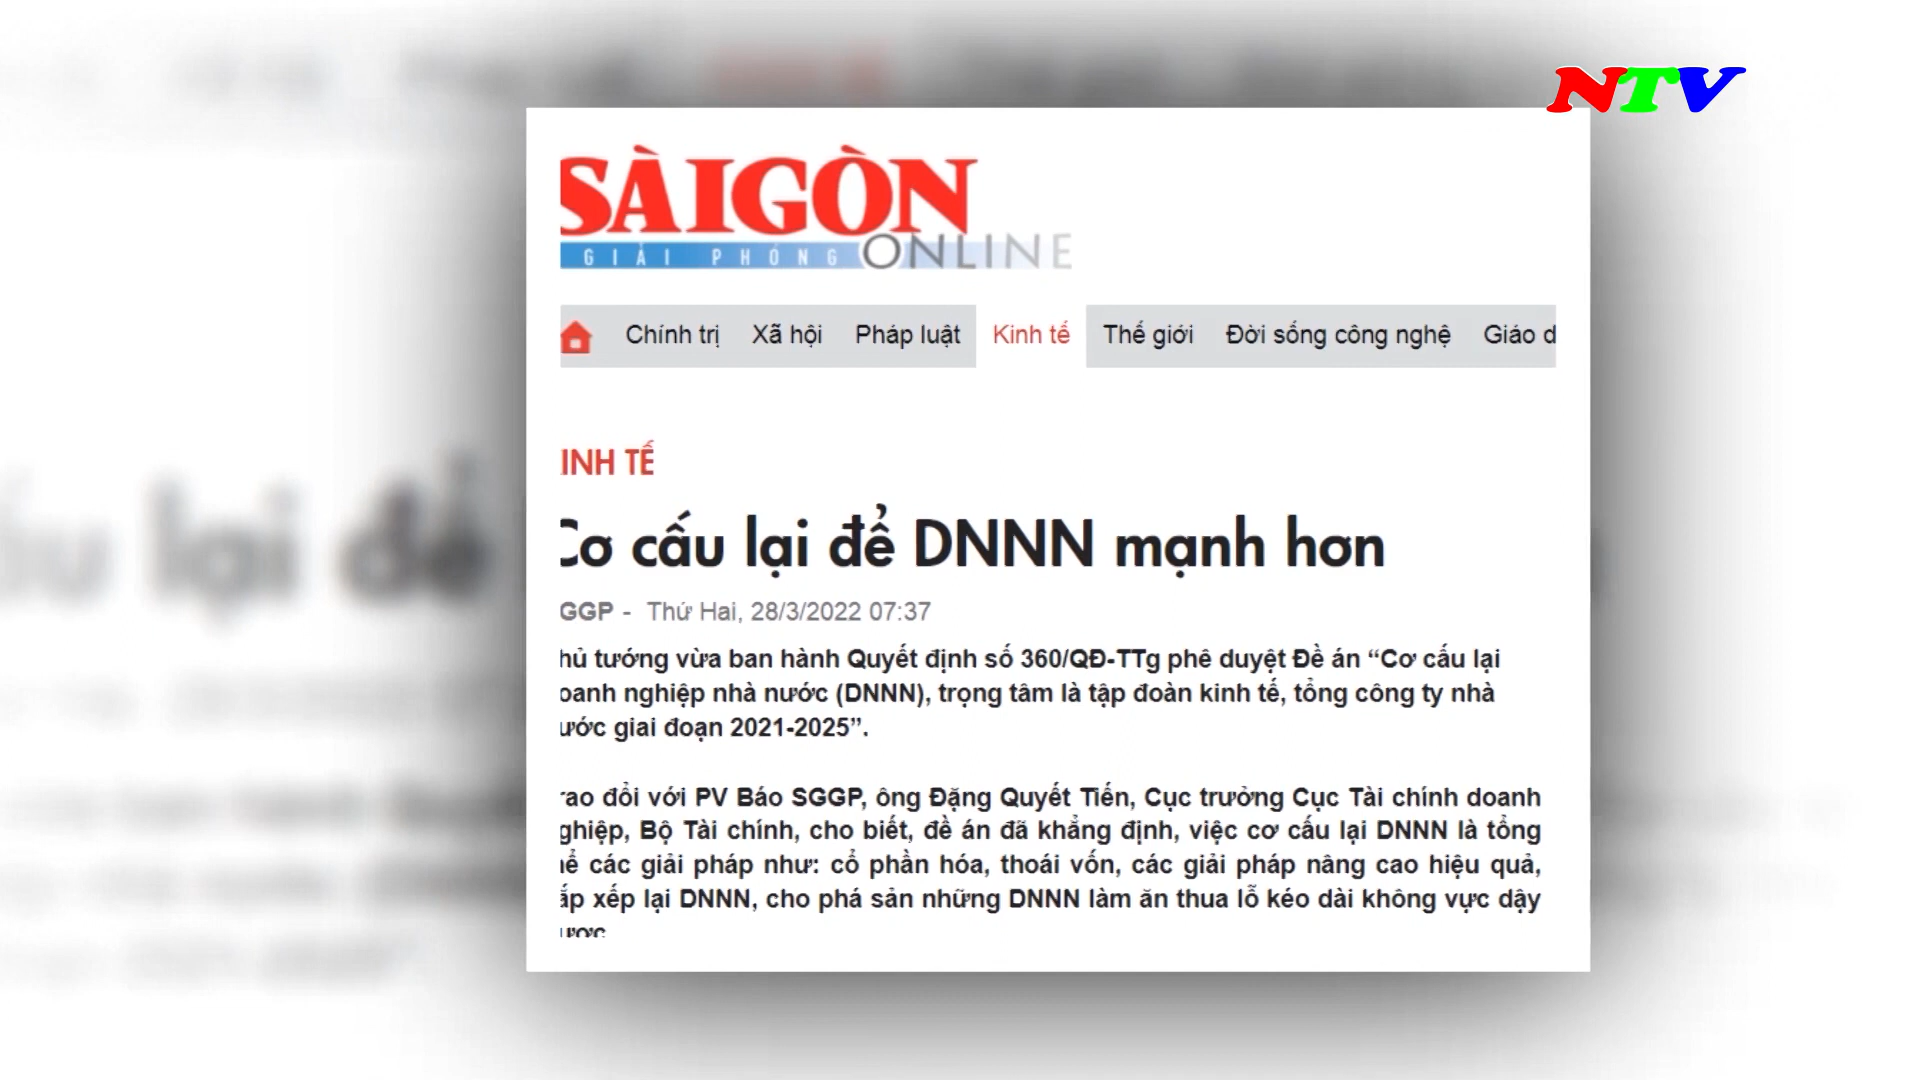 NTV
SÀIGÒN
GIẢI PHÓNG ONLINE
Chính trị Xã hội Pháp luật Kinh tế Thế giới Đời sống công nghệ Giáo d
INH TẾ
Cơ cấu lại để DNNN mạnh hơn
GGP - Thứ Hai, 28/3/2022 07:37
hủ tướng vừa ban hành Quyết định số 360/QĐ-TTg phê duyệt Đề án “Cơ cấu lại
oanh nghiệp nhà nước (DNNN), trọng tâm là tập đoàn kinh tế, tổng công ty nhà
ước giai đoạn 2021-2025”.
rao đổi với PV Báo SGGP, ông Đặng Quyết Tiến, Cục trưởng Cục Tài chính doanh
ghiệp, Bộ Tài chính, cho biết, đề án đã khẳng định, việc cơ cấu lại DNNN là tổng
hể các giải pháp như: cổ phần hóa, thoái vốn, các giải pháp nâng cao hiệu quả,
ắp xếp lại DNNN, cho phá sản những DNNN làm ăn thua lỗ kéo dài không vực dậy
lại để